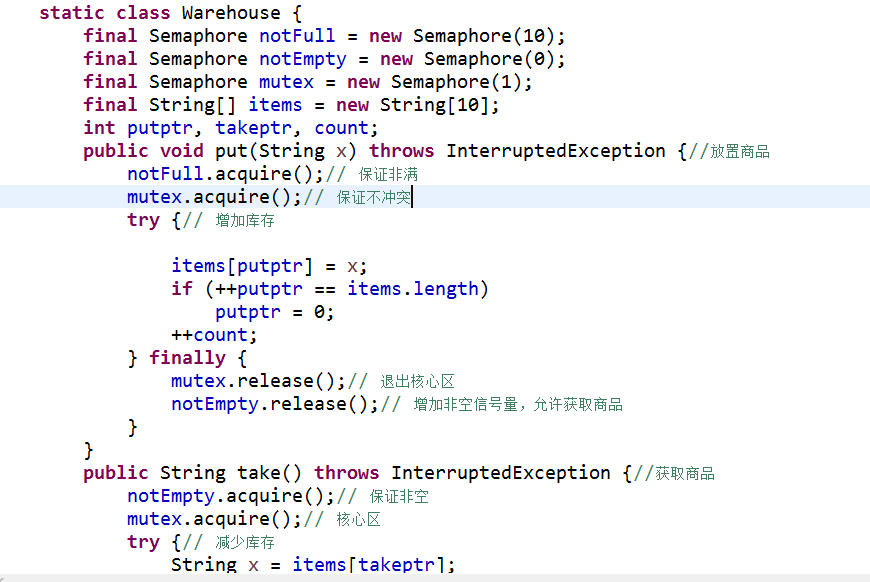 static class Warehouse {
    final Semaphore notFull = new Semaphore(10);
    final Semaphore notEmpty = new Semaphore(0);
    final Semaphore mutex = new Semaphore(1);
    final String[] items = new String[10];
    int putptr, takeptr, count;
    public void put(String x) throws InterruptedException {//放置商品
        notFull.acquire();// 保证非满
        mutex.acquire();// 保证不冲突
        try {// 增加库存
            items[putptr] = x;
            if (++putptr == items.length)
                putptr = 0;
            ++count;
        } finally {
            mutex.release();// 退出核心区
            notEmpty.release();// 增加非空信号量，允许获取商品
        }
    }
    public String take() throws InterruptedException {//获取商品
        notEmpty.acquire();// 保证非空
        mutex.acquire();// 核心区
        try {// 减少库存
            String x = items[takeptr];